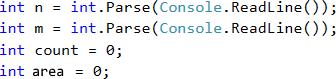 int n = int.Parse(Console.ReadLine());
int m = int.Parse(Console.ReadLine());
int count = 0;
int area = 0;